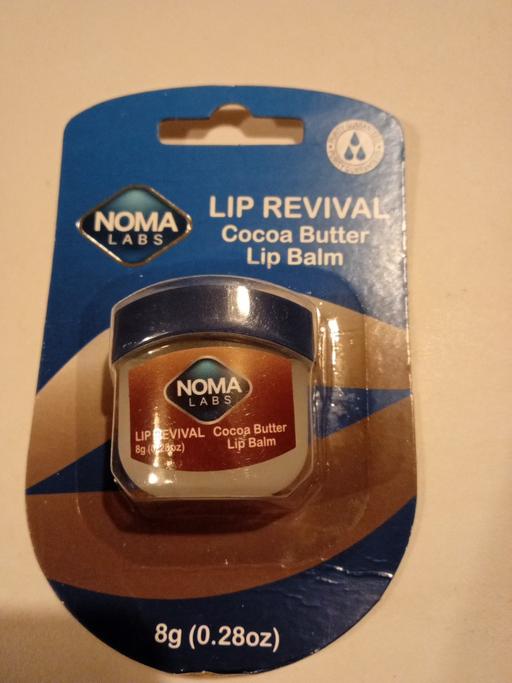 LIP REVIVAL
Cocoa Butter
Lip Balm
NOMA
LABS
NOMA
LABS
LIP REVIVAL Cocoa Butter
8g (0.28oz) Lip Balm
8g (0.28oz)